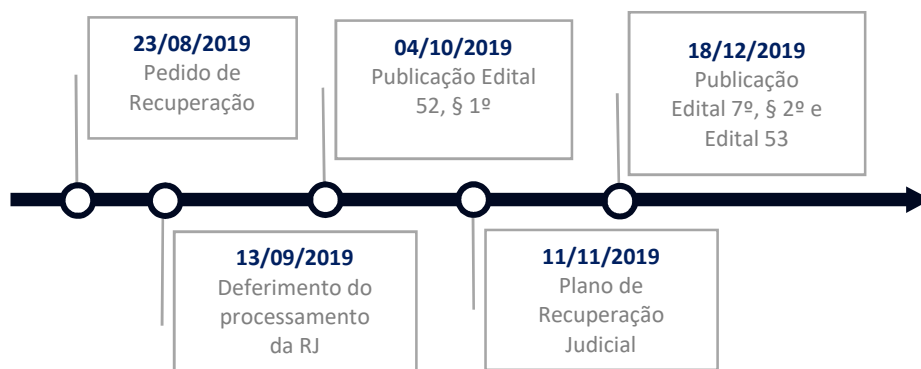 23/08/2019
Pedido de
Recuperação
04/10/2019
Publicação Edital
52, § 1º
18/12/2019
Publicação
Edital 7º, § 2º e
Edital 53
13/09/2019
Deferimento do
processamento
da RJ
11/11/2019
Plano de
Recuperação
Judicial